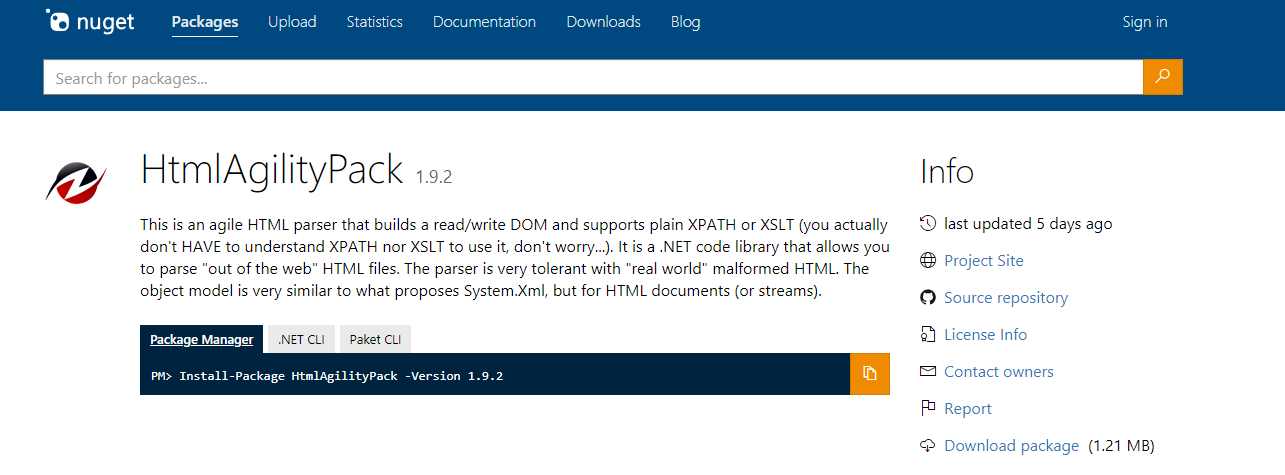 nuget Packages Upload Statistics Documentation Downloads Blog Sign in
Search for packages...
HtmlAgilityPack 1.9.2
This is an agile HTML parser that builds a read/write DOM and supports plain XPATH or XSLT (you actually
don't HAVE to understand XPATH nor XSLT to use it, don't worry...). It is a .NET code library that allows you
to parse "out of the web" HTML files. The parser is very tolerant with "real world" malformed HTML. The
object model is very similar to what proposes System.Xml, but for HTML documents (or streams).
Package Manager .NET CLI Paket CLI
PM> Install-Package HtmlAgilityPack -Version 1.9.2
Info
last updated 5 days ago
Project Site
Source repository
License Info
Contact owners
Report
Download package (1.21 MB)